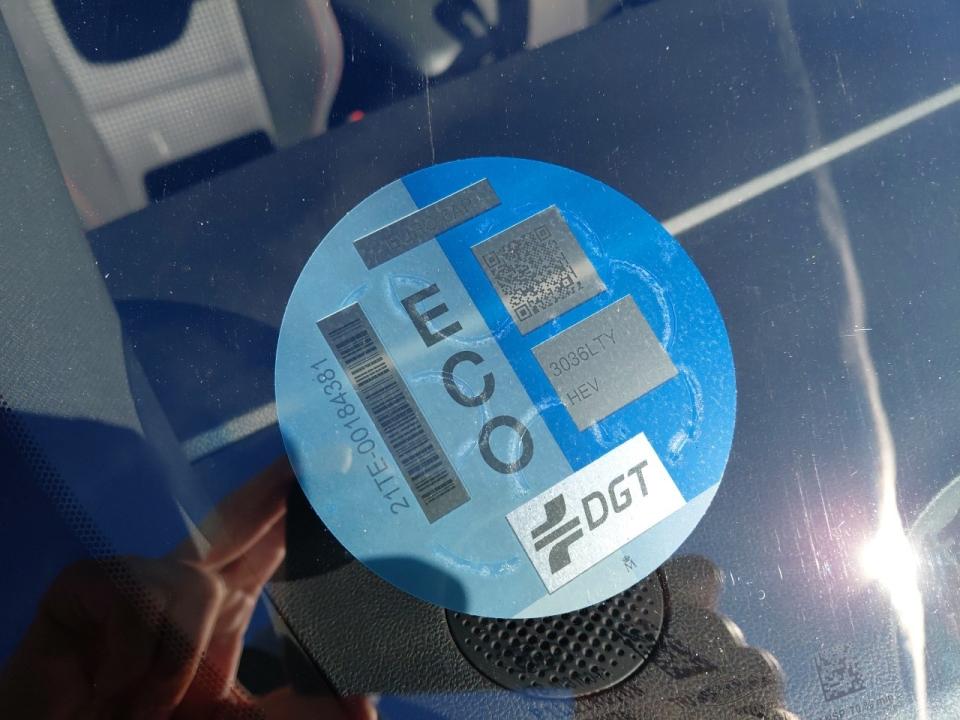 ECO
21TE-00184381
3036LTY
HEV
DGT
M